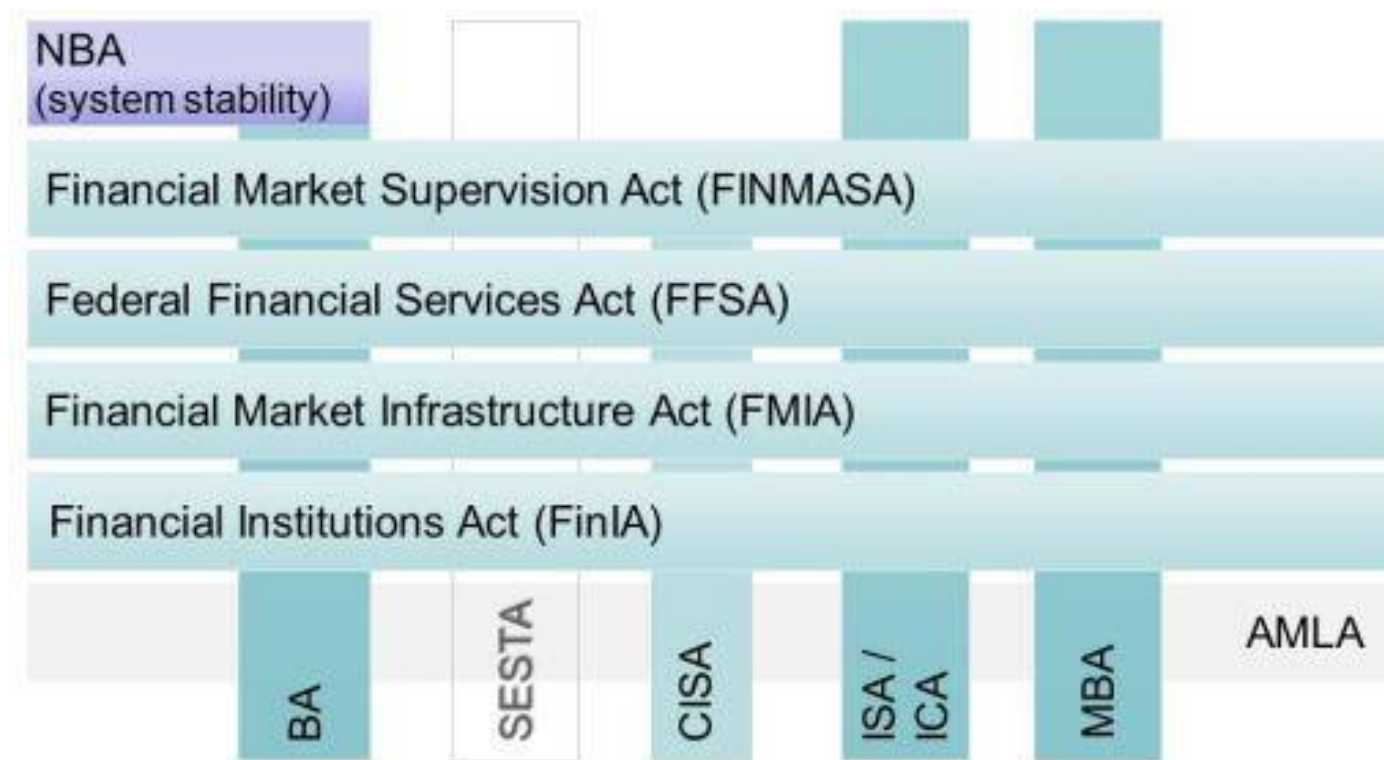 NBA
(system stability)
Financial Market Supervision Act (FINMASA)
Federal Financial Services Act (FFSA)
Financial Market Infrastructure Act (FMIA)
Financial Institutions Act (FinIA)
BA
SESTA
CISA
ISA /
ICA
MBA
AMLA